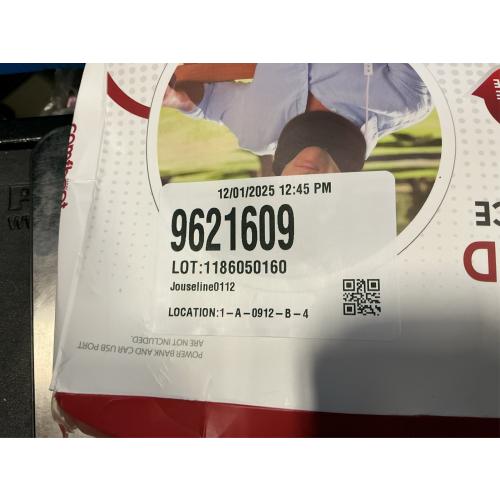 12/01/2025 12:45 PM
9621609
LOT:1186050160
Jouseline0112
LOCATION:1-A-0912-B-4
POWER BANK AND CAR USB PORT
ARE NOT INCLUDED.